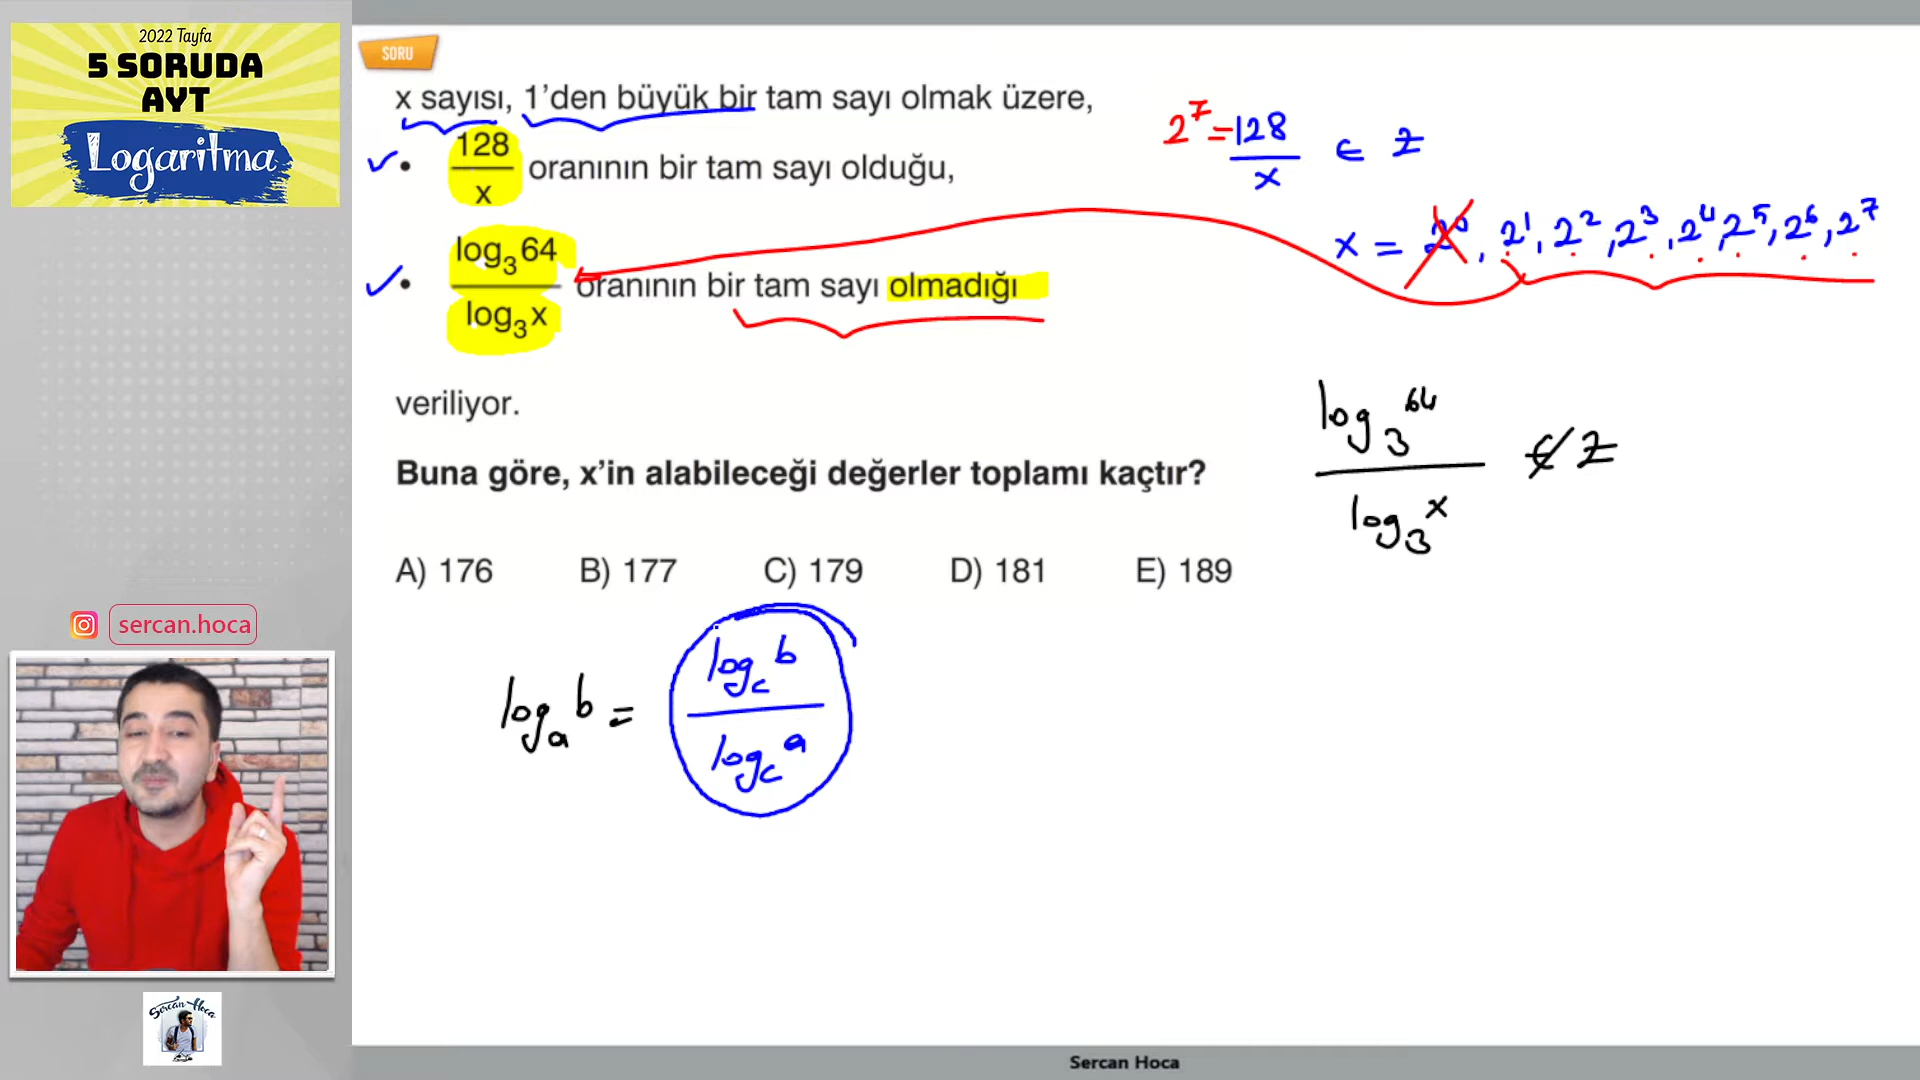 2022 Tayfa
5 SORUDA
AYT
Logaritma
SORU
x sayısı, 1’den büyük bir tam sayı olmak üzere,
• 128/x oranının bir tam sayı olduğu,
• log₃64/log₃x oranının bir tam sayı olmadığı
veriliyor.
Buna göre, x’in alabileceği değerler toplamı kaçtır?
A) 176 B) 177 C) 179 D) 181 E) 189
2⁷=128/x ∈ Z
x = 2⁰, 2¹, 2², 2³, 2⁴, 2⁵, 2⁶, 2⁷
log₃64/log₃x ∉ Z
logₐb = log_c b/log_c a
sercan.hoca
Sercan Hoca
Sercan Hoca